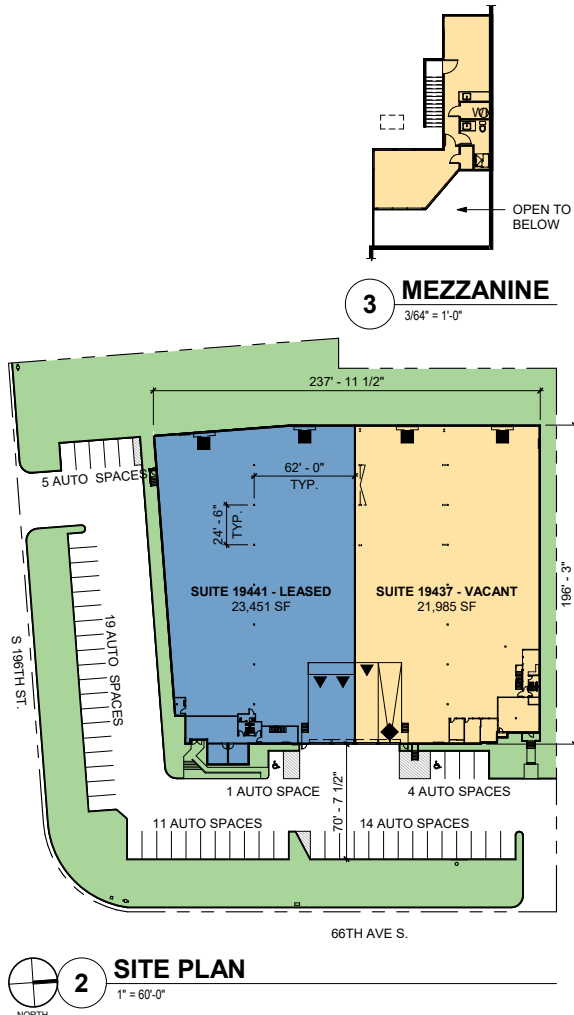 OPEN TO
BELOW
3
MEZZANINE
3/64" = 1'-0"
237' - 11 1/2"
5 AUTO SPACES
62' - 0"
TYP.
24' - 6"
TYP.
196' - 3"
SUITE 19441 - LEASED
23,451 SF
SUITE 19437 - VACANT
21,985 SF
19 AUTO SPACES
S 196TH ST.
1 AUTO SPACE
4 AUTO SPACES
70' - 7 1/2"
11 AUTO SPACES
14 AUTO SPACES
66TH AVE S.
2
SITE PLAN
1" = 60'-0"
NORTH